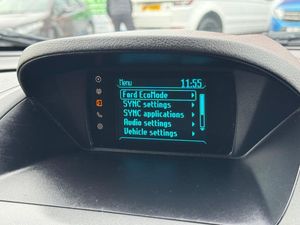 Menu 11:55
Ford EcoMode
SYNC settings
SYNC applications
Audio settings
Vehicle settings